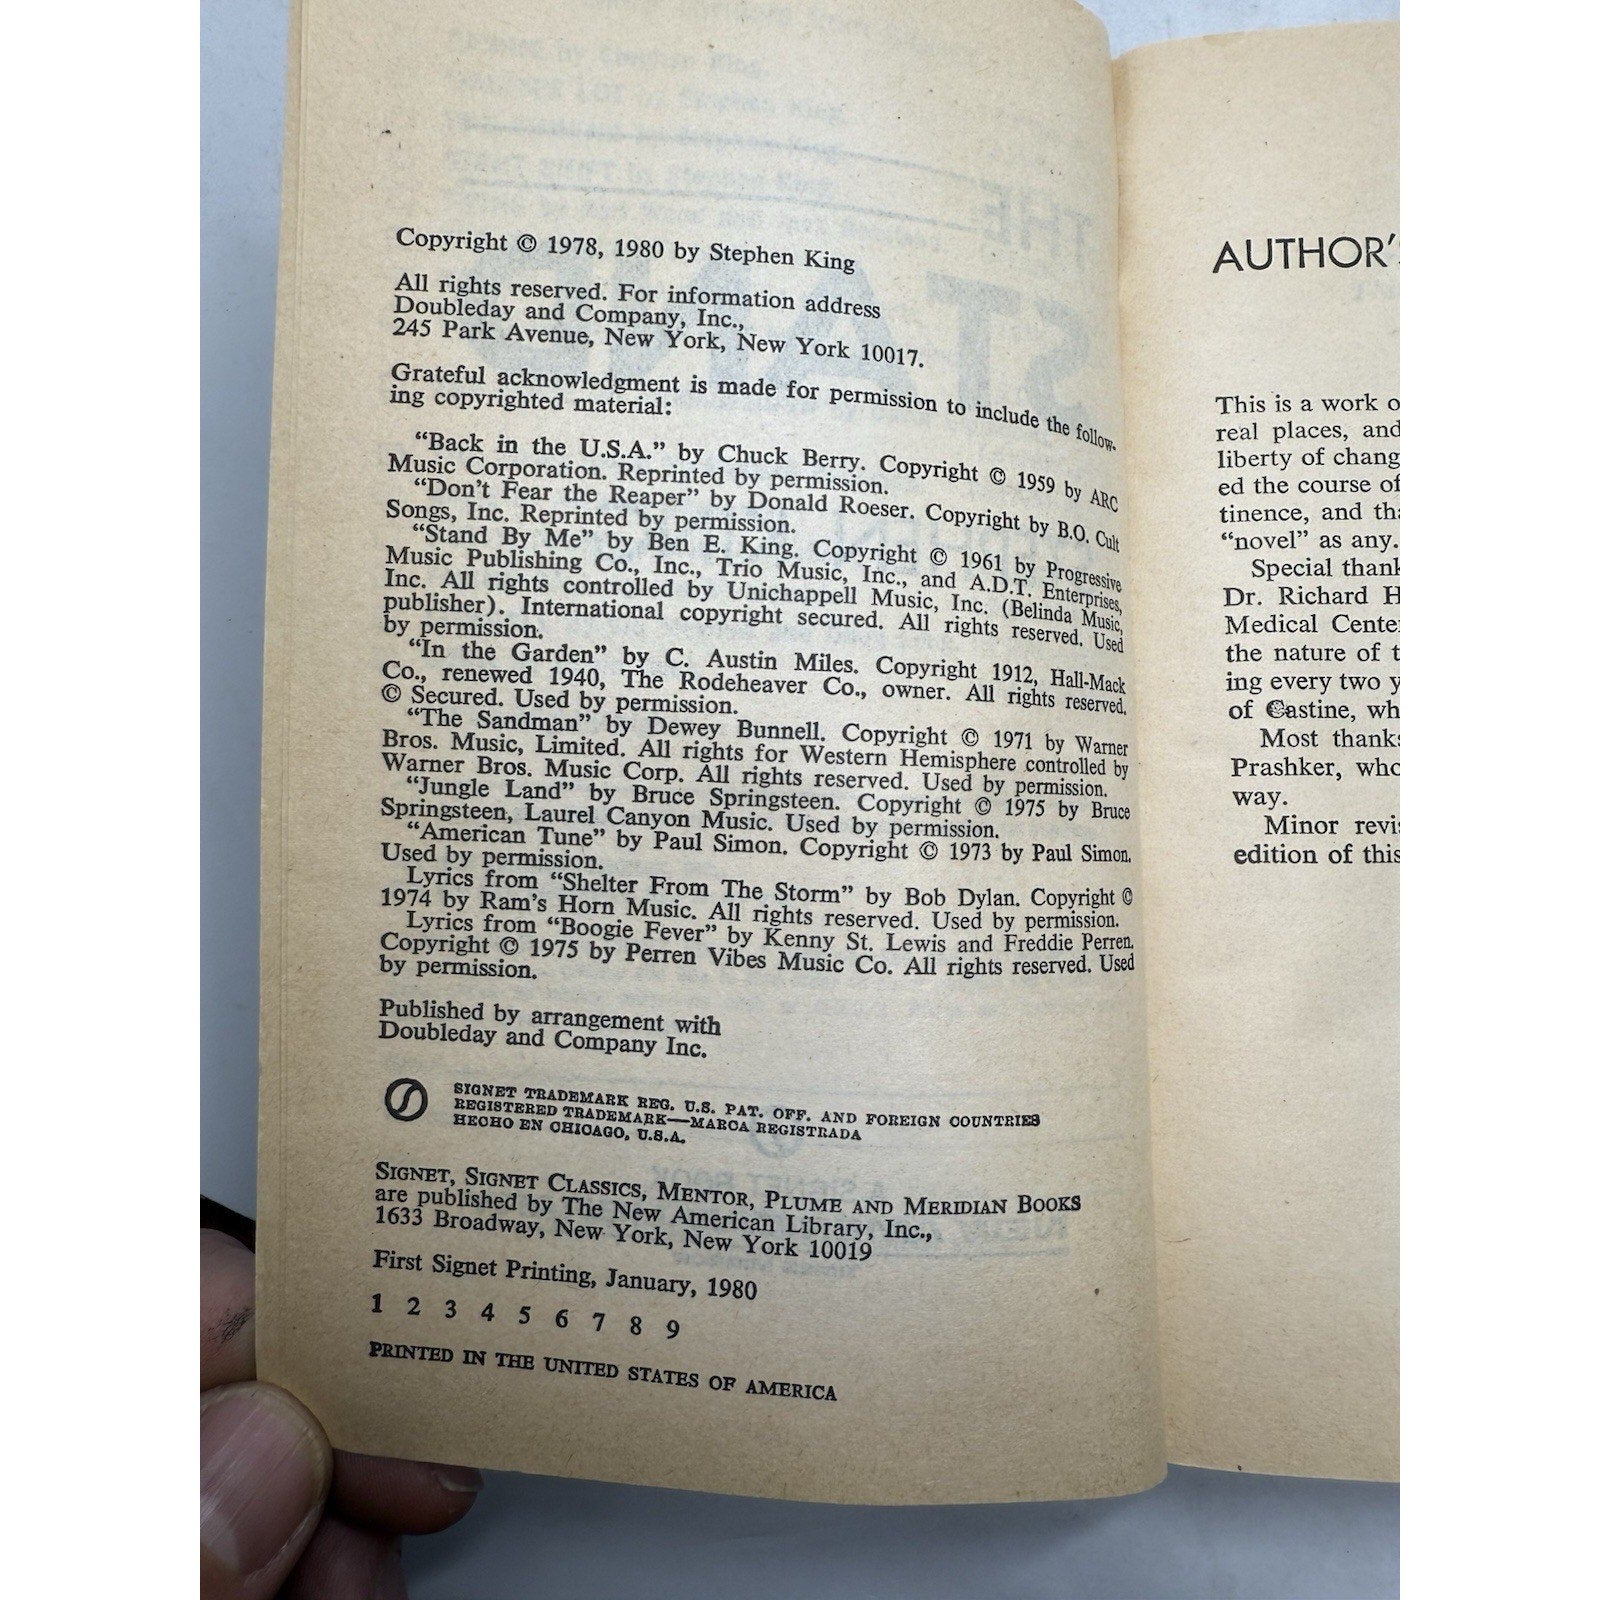 Copyright © 1978, 1980 by Stephen King
All rights reserved. For information address
Doubleday and Company, Inc.,
245 Park Avenue, New York, New York 10017.
Grateful acknowledgment is made for permission to include the follow-
ing copyrighted material:
“Back in the U.S.A.” by Chuck Berry. Copyright © 1959 by ARC
Music Corporation. Reprinted by permission.
“Don't Fear the Reaper” by Donald Roeser. Copyright by B.O. Cult
Songs, Inc. Reprinted by permission.
“Stand By Me” by Ben E. King. Copyright © 1961 by Progressive
Music Publishing Co., Inc., Trio Music, Inc., and A.D.T. Enterprises,
Inc. All rights controlled by Unichappell Music, Inc. (Belinda Music,
publisher). International copyright secured. All rights reserved. Used
by permission.
“In the Garden” by C. Austin Miles. Copyright 1912, Hall-Mack
Co., renewed 1940, The Rodeheaver Co., owner. All rights reserved.
© Secured. Used by permission.
“The Sandman” by Dewey Bunnell. Copyright © 1971 by Warner
Bros. Music, Limited. All rights for Western Hemisphere controlled by
Warner Bros. Music Corp. All rights reserved. Used by permission.
“Jungle Land” by Bruce Springsteen. Copyright © 1975 by Bruce
Springsteen, Laurel Canyon Music. Used by permission.
“American Tune” by Paul Simon. Copyright © 1973 by Paul Simon.
Used by permission.
Lyrics from “Shelter From The Storm” by Bob Dylan. Copyright ©
1974 by Ram's Horn Music. All rights reserved. Used by permission.
Lyrics from “Boogie Fever” by Kenny St. Lewis and Freddie Perren.
Copyright © 1975 by Perren Vibes Music Co. All rights reserved. Used
by permission.
Published by arrangement with
Doubleday and Company Inc.
SIGNET TRADEMARK REG. U.S. PAT. OFF. AND FOREIGN COUNTRIES
REGISTERED TRADEMARK—MARCA REGISTRADA
HECHO EN CHICAGO, U.S.A.
SIGNET, SIGNET CLASSICS, MENTOR, PLUME AND MERIDIAN BOOKS
are published by The New American Library, Inc.,
1633 Broadway, New York, New York 10019
First Signet Printing, January, 1980
1 2 3 4 5 6 7 8 9
PRINTED IN THE UNITED STATES OF AMERICA
AUTHOR'S
This is a work o
real places, and
liberty of chang
ed the course of
tinence, and tha
“novel” as any.
Special thank
Dr. Richard H
Medical Cente
the nature of t
ing every two y
of Castine, wh
Most thanks
Prashker, who
way.
Minor revi
edition of this